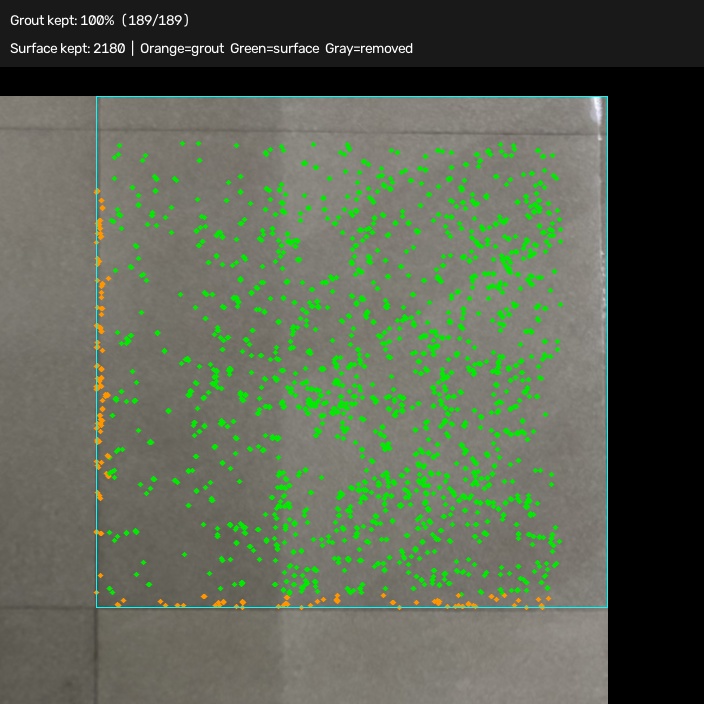 Grout kept: 100% (189/189)
Surface kept: 2180 | Orange=grout Green=surface Gray=removed